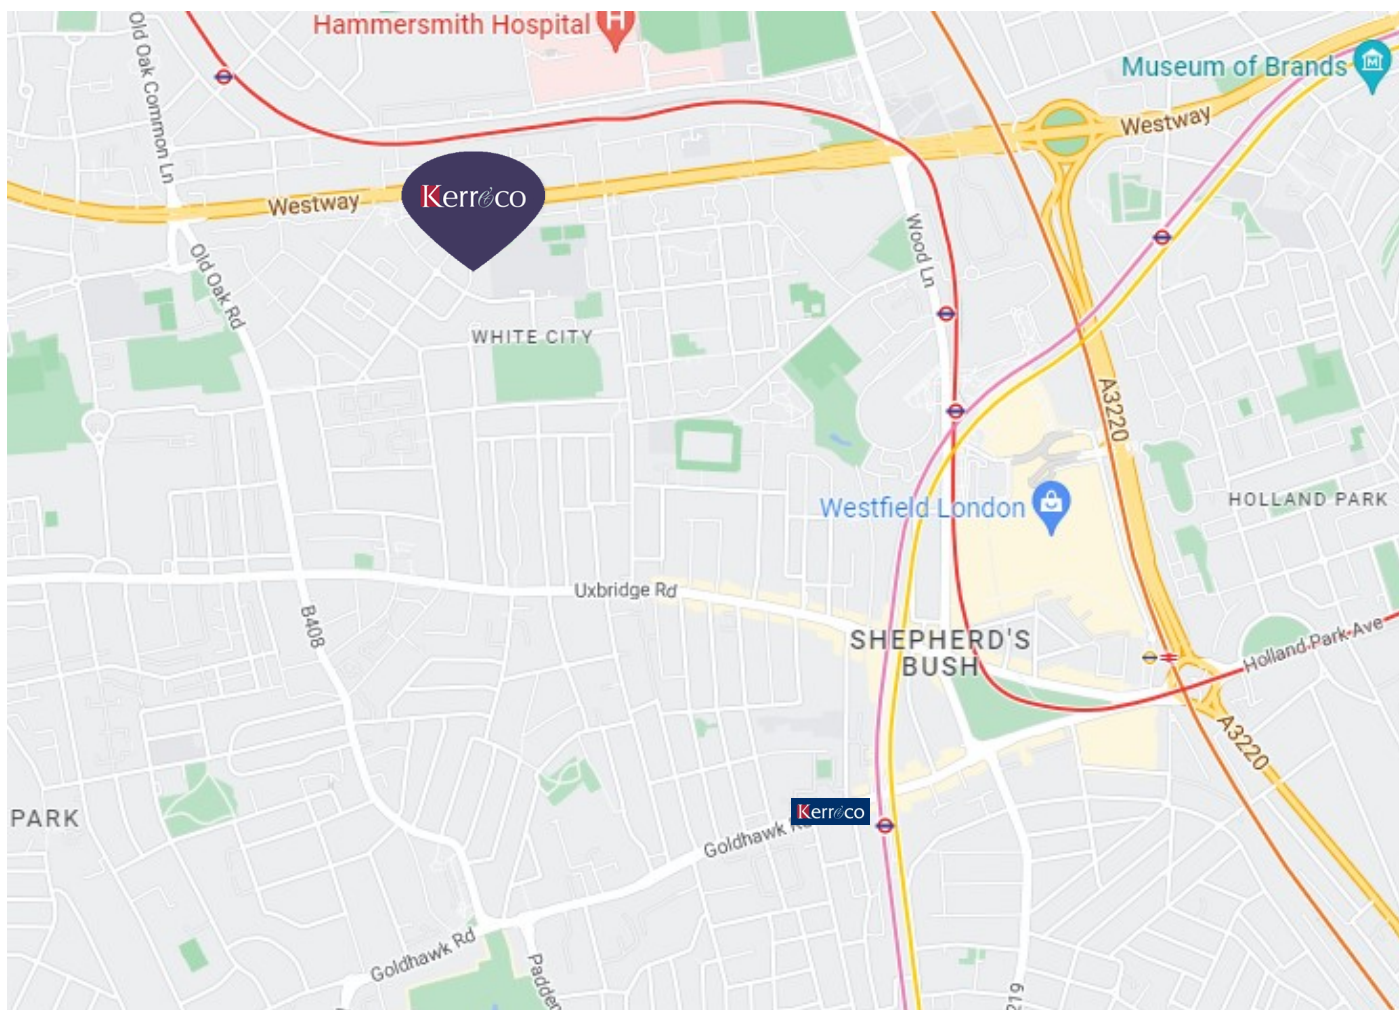 Hammersmith Hospital
H
Old Oak Common Ln
Museum of Brands
M
Westway
Westway
Kerr&co
Wood Ln
Old Oak Rd
WHITE CITY
A3220
HOLLAND PARK
Westfield London
Uxbridge Rd
B408
SHEPHERD'S
BUSH
Holland Park Ave
A3220
PARK
Kerr&co
Goldhawk Rd
Goldhawk Rd
Padden
219